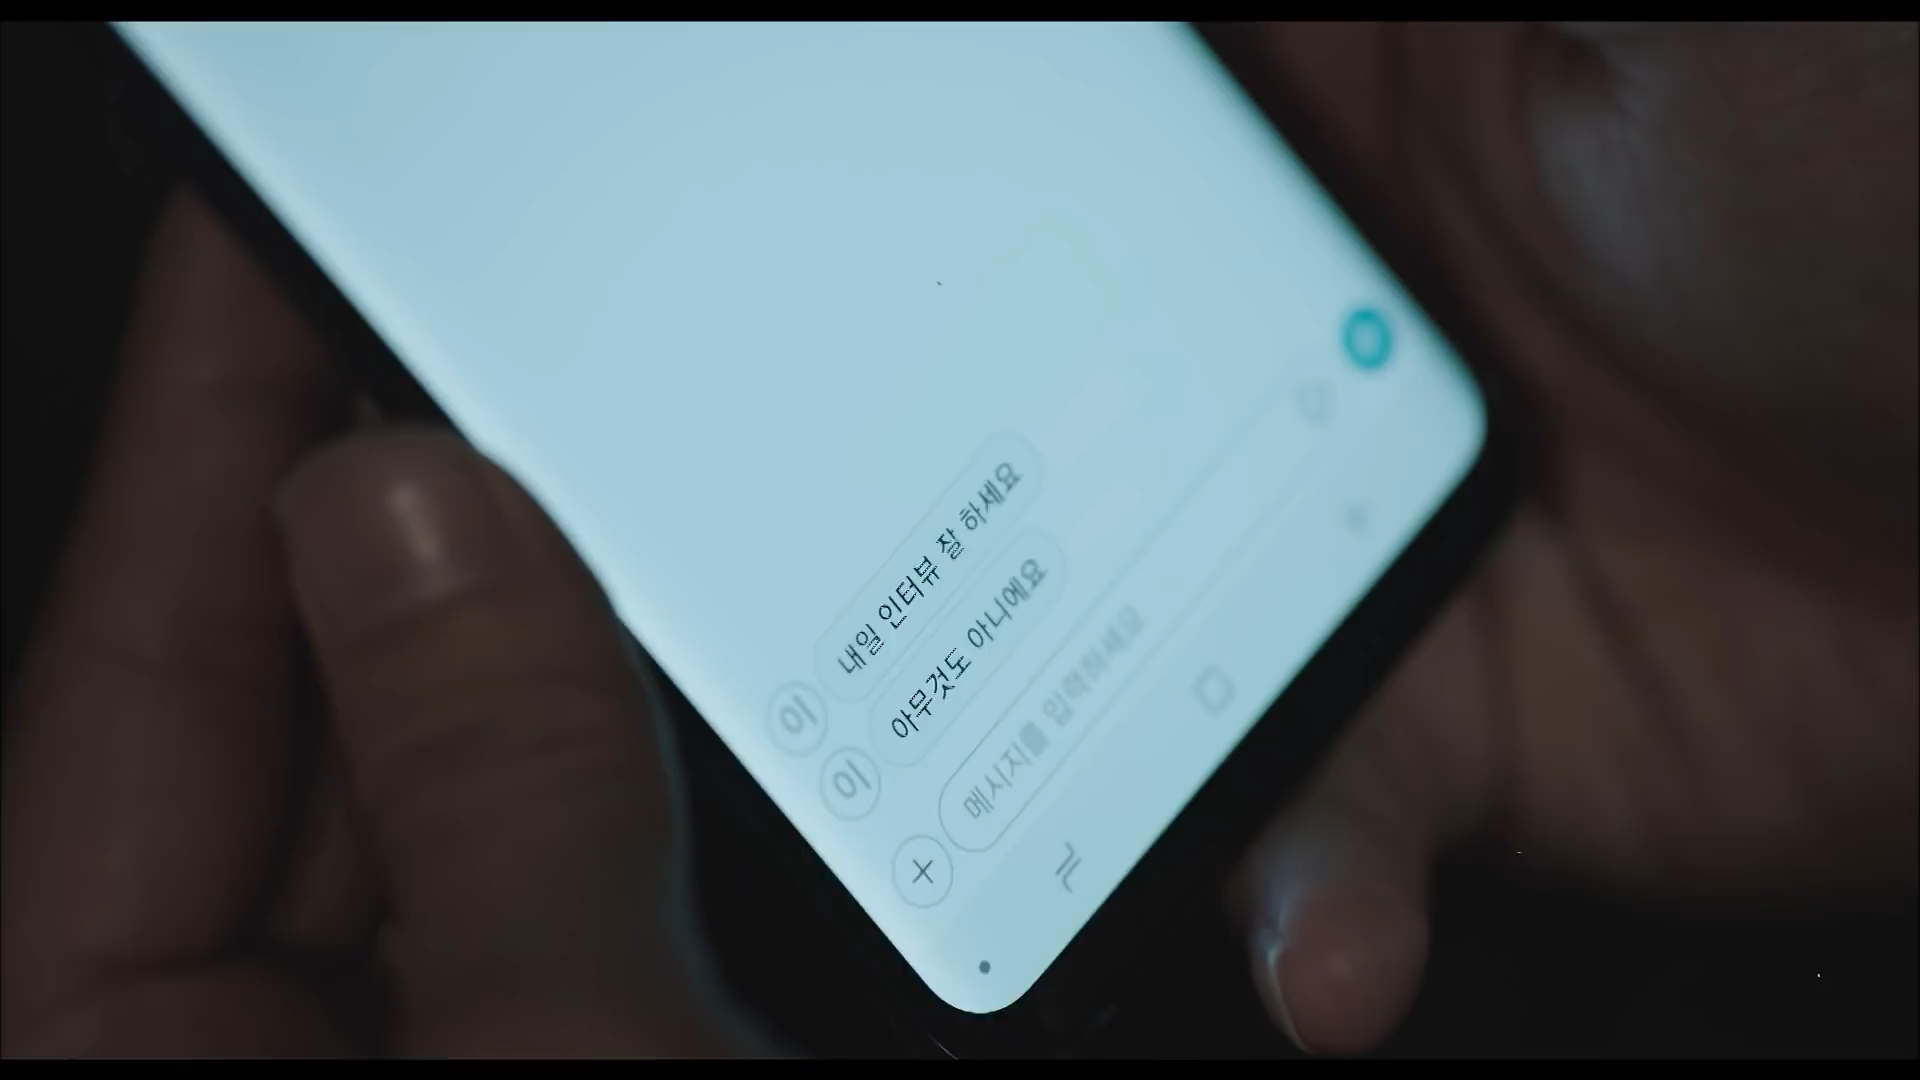 이
내일 인터뷰 잘 하세요
이
아무것도 아니에요
메시지를 입력하세요